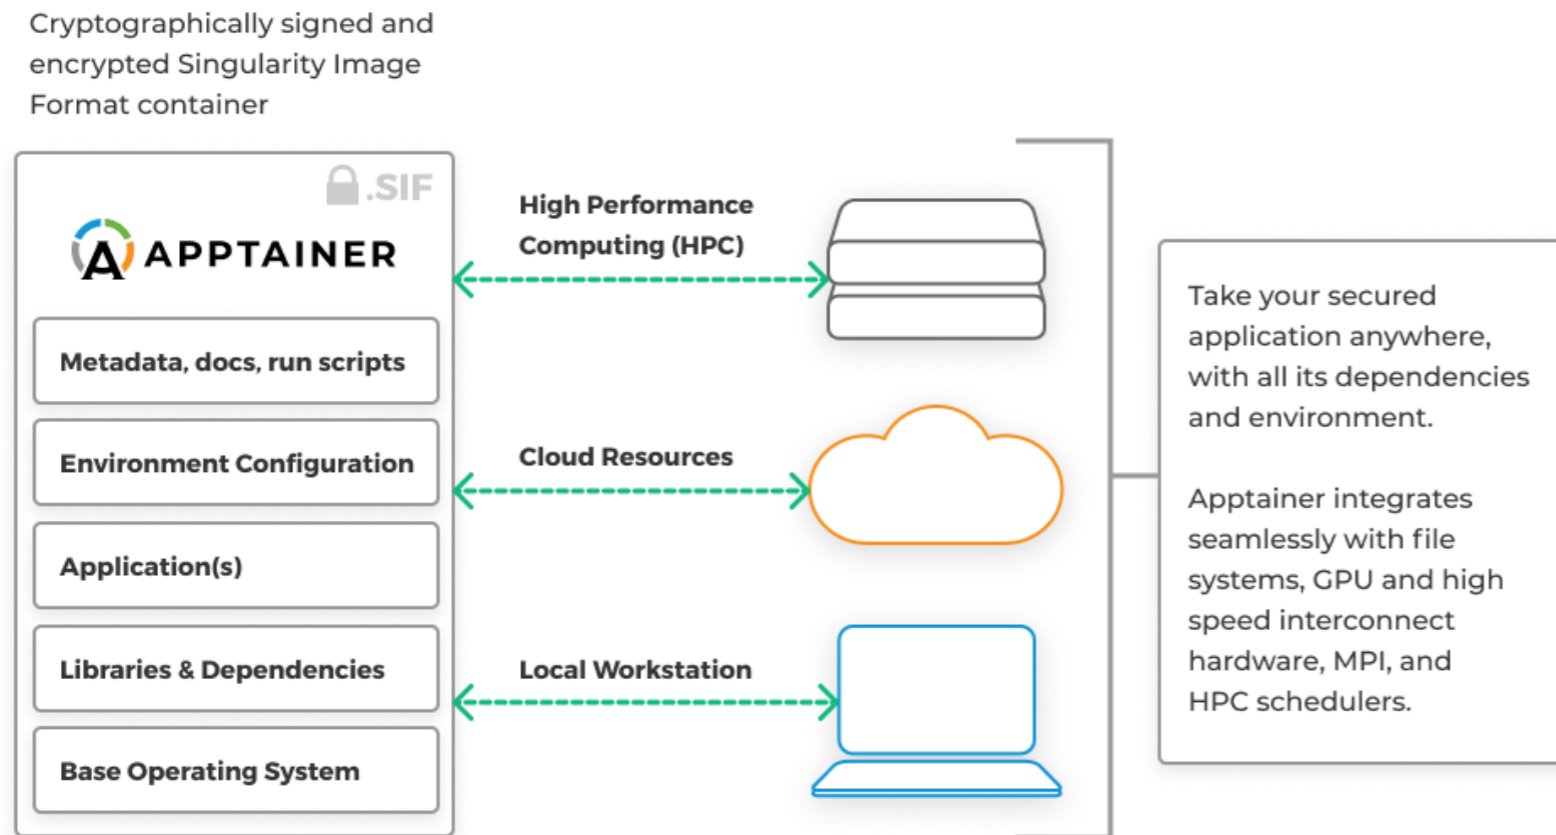 Cryptographically signed and
encrypted Singularity Image
Format container
.SIF
APPTAINER
Metadata, docs, run scripts
Environment Configuration
Application(s)
Libraries & Dependencies
Base Operating System
High Performance
Computing (HPC)
Cloud Resources
Local Workstation
Take your secured
application anywhere,
with all its dependencies
and environment.
Apptainer integrates
seamlessly with file
systems, GPU and high
speed interconnect
hardware, MPI, and
HPC schedulers.